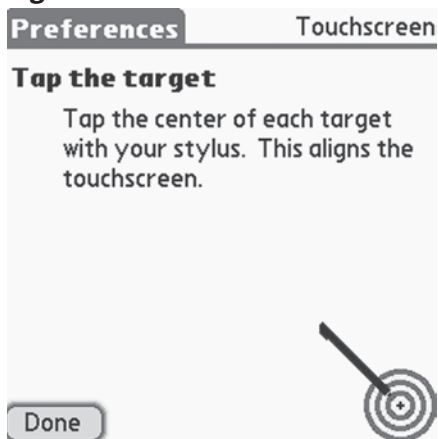 Preferences Touchscreen
Tap the target
Tap the center of each target
with your stylus. This aligns the
touchscreen.
Done